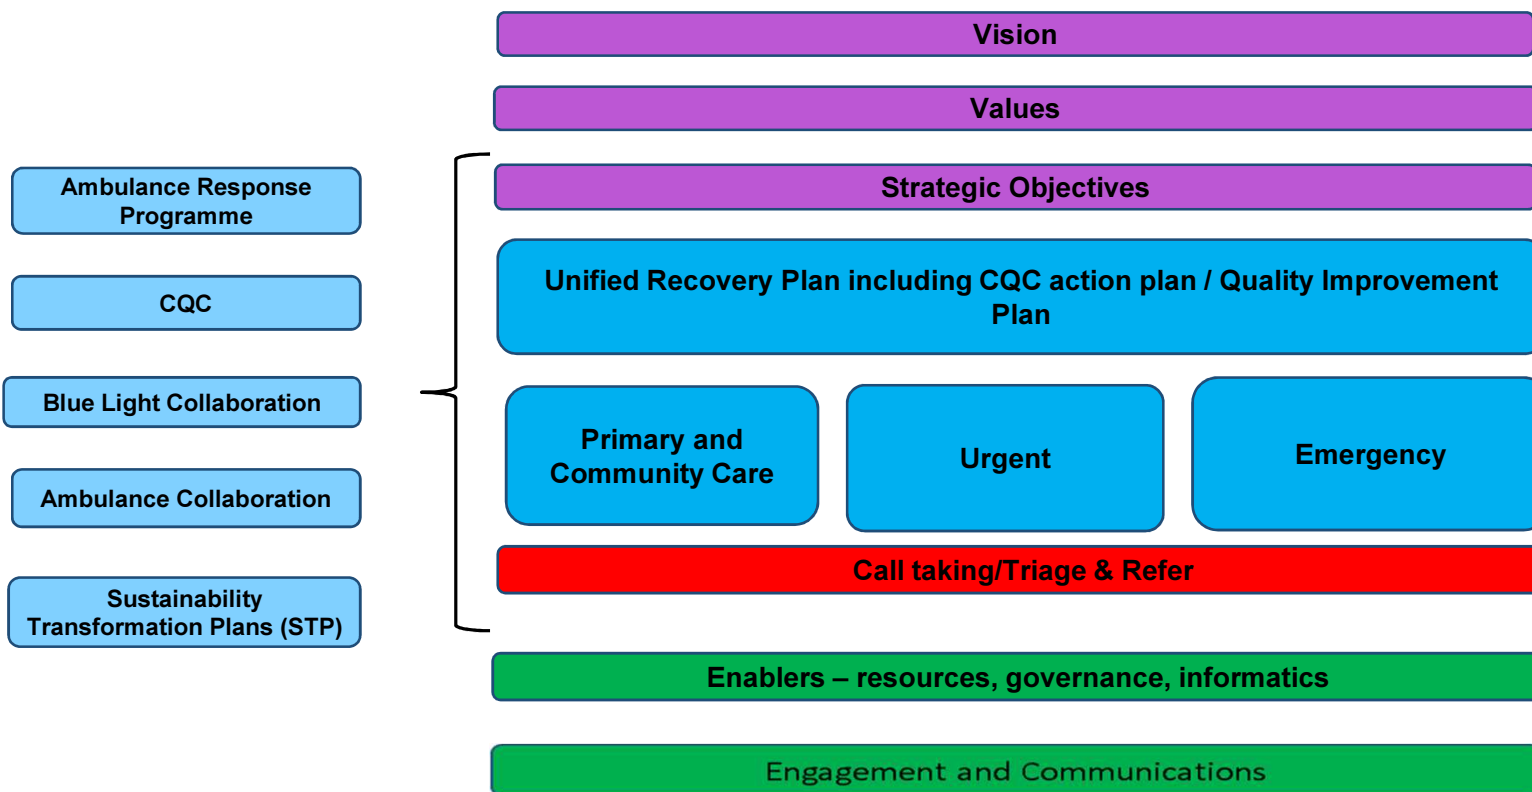 Vision
Values
Strategic Objectives
Unified Recovery Plan including CQC action plan / Quality Improvement
Plan
Primary and
Community Care
Urgent
Emergency
Call taking/Triage & Refer
Enablers – resources, governance, informatics
Engagement and Communications
Ambulance Response
Programme
CQC
Blue Light Collaboration
Ambulance Collaboration
Sustainability
Transformation Plans (STP)